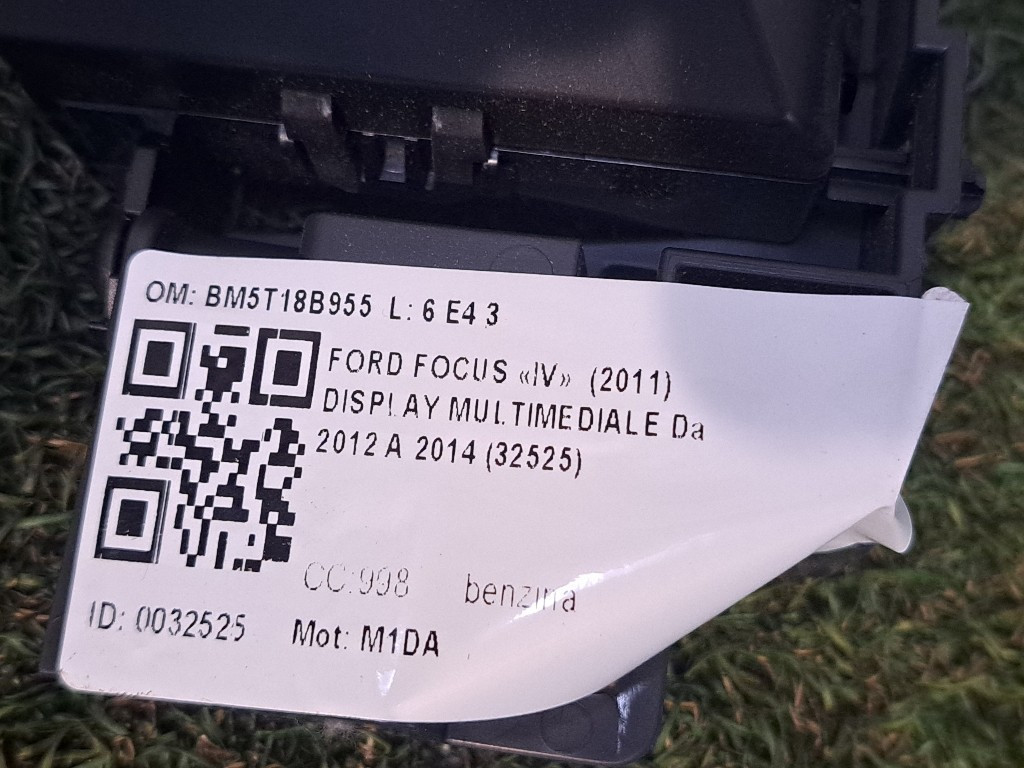 OM: BM5T18B955 L: 6 E4 3
FORD FOCUS «IV» (2011)
DISPLAY MULTIMEDIALE Da
2012 A 2014 (32525)
CC:998 benzina
ID: 0032525 Mot: M1DA